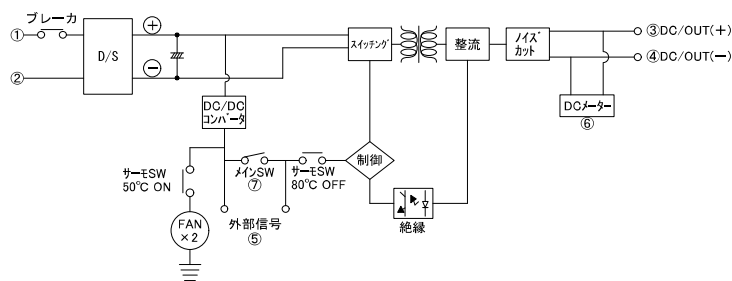 ブレーカ
①
②
D/S
⊕
⊖
スイッチング
整流
ノイズ
カット
③DC/OUT(+)
④DC/OUT(−)
DCメーター
⑥
DC/DC
コンバータ
サーモSW
50℃ ON
メインSW
⑦
サーモSW
80℃ OFF
制御
FAN
×2
外部信号
⑤
絶縁